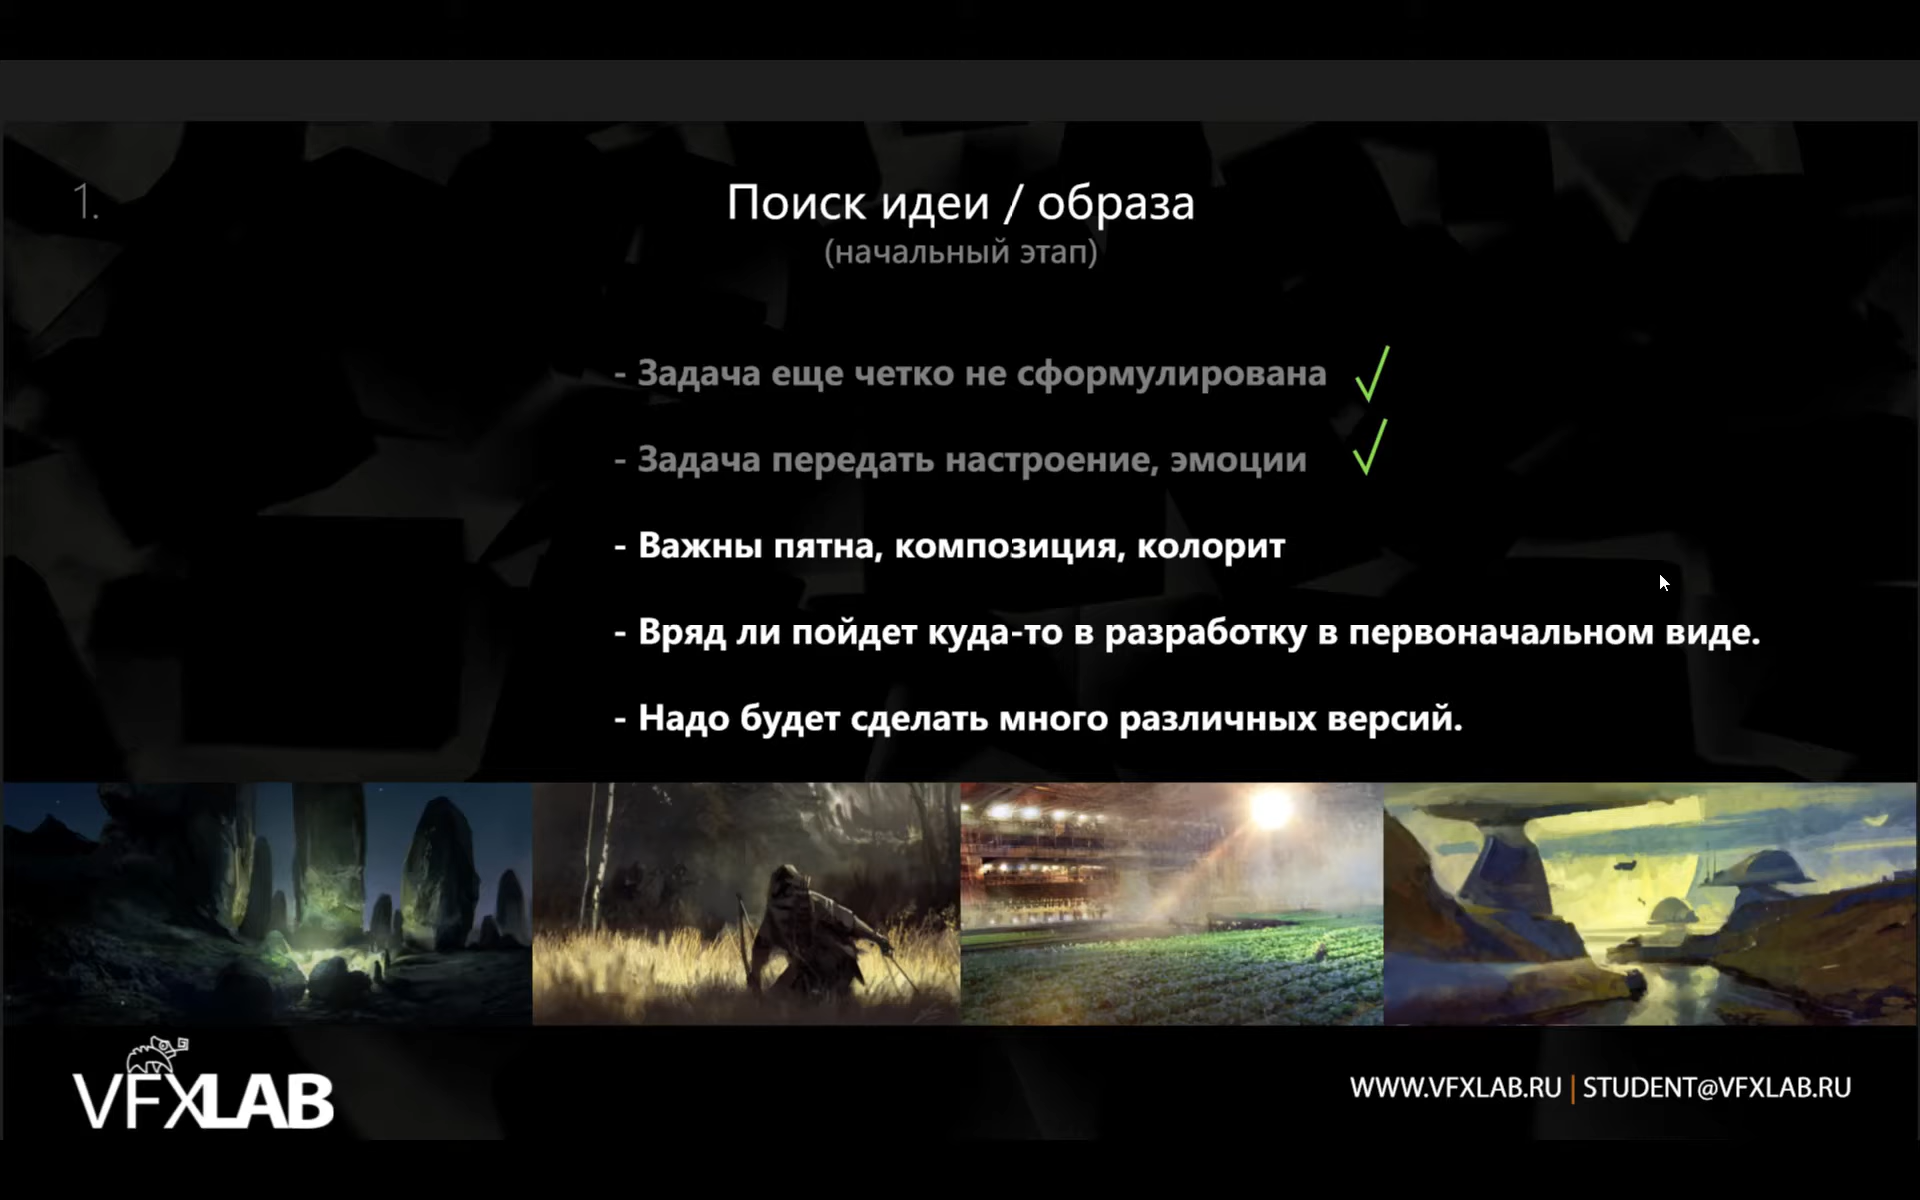 1.
Поиск идеи / образа
(начальный этап)
- Задача еще четко не сформулирована
- Задача передать настроение, эмоции
- Важны пятна, композиция, колорит
- Вряд ли пойдет куда-то в разработку в первоначальном виде.
- Надо будет сделать много различных версий.
VFXLAB
WWW.VFXLAB.RU | STUDENT@VFXLAB.RU